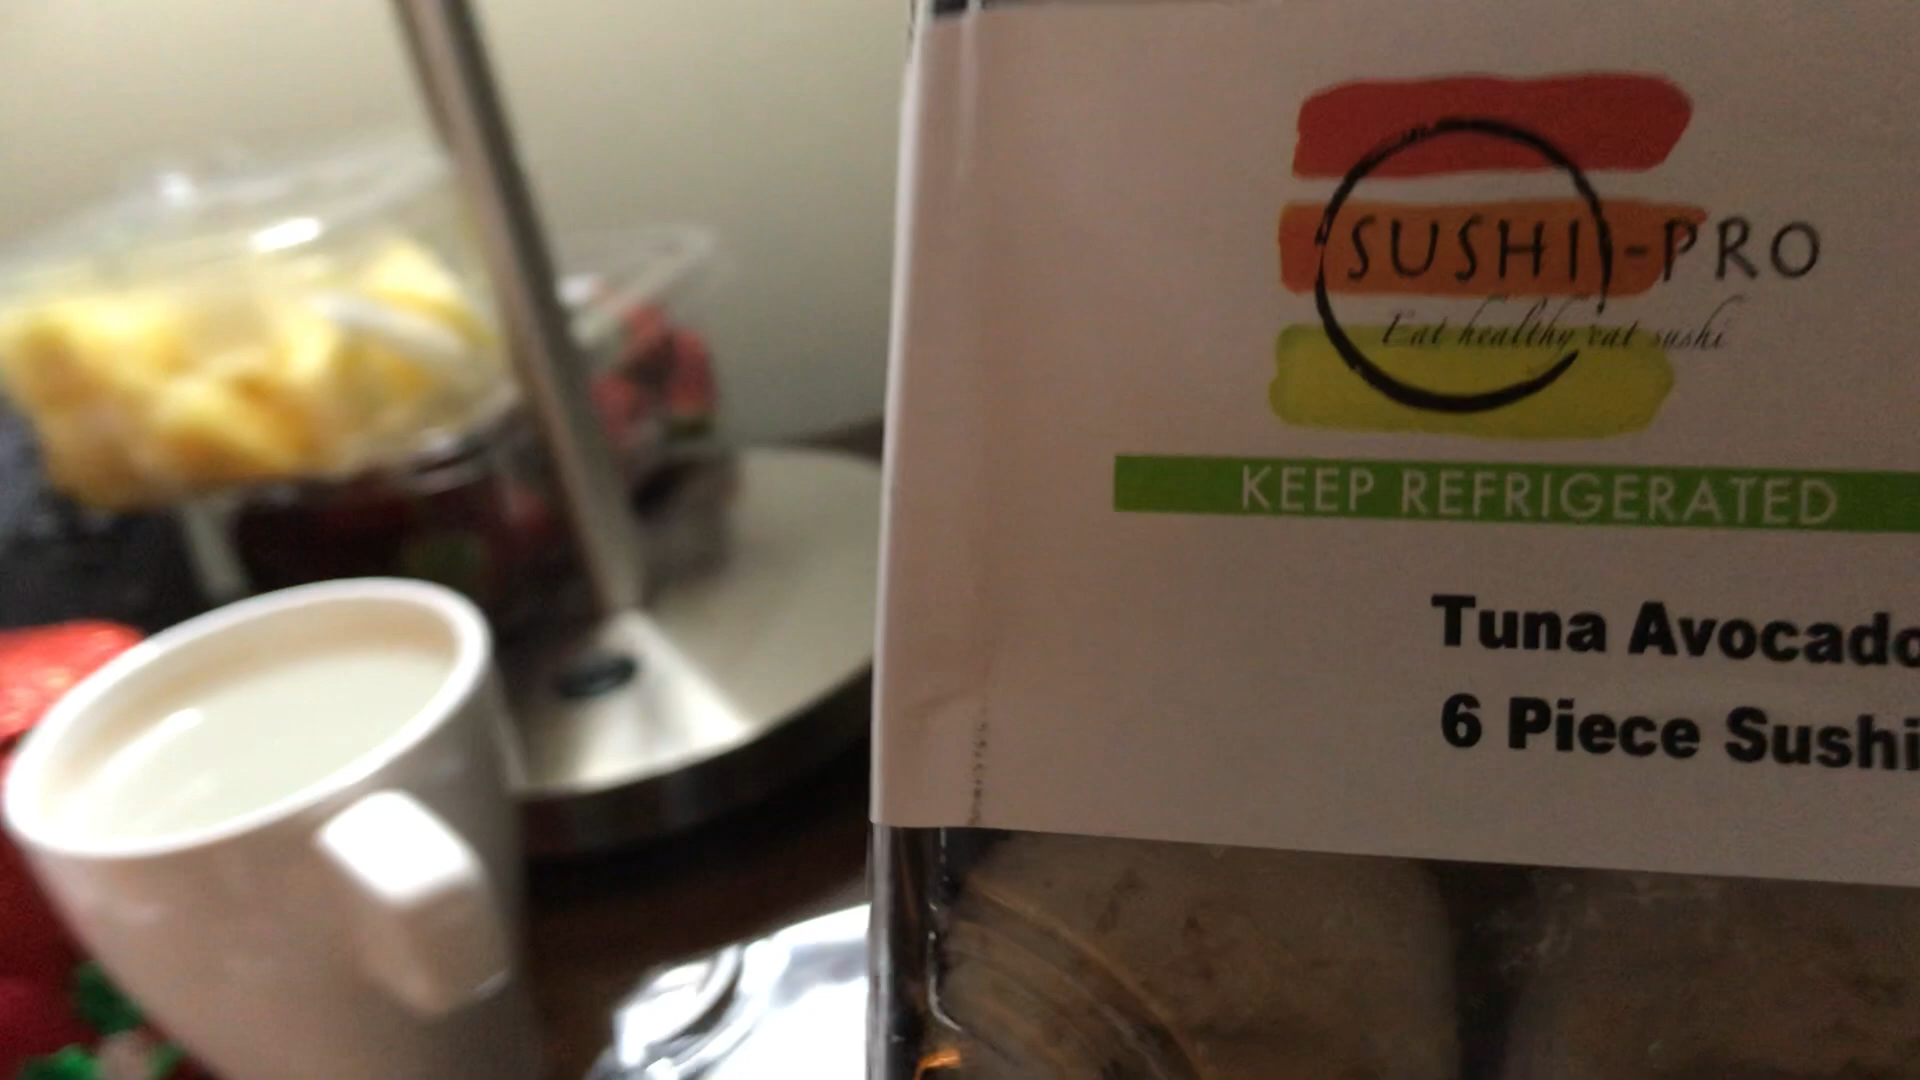 SUSHI-PRO
Eat healthy eat sushi
KEEP REFRIGERATED
Tuna Avocado
6 Piece Sushi